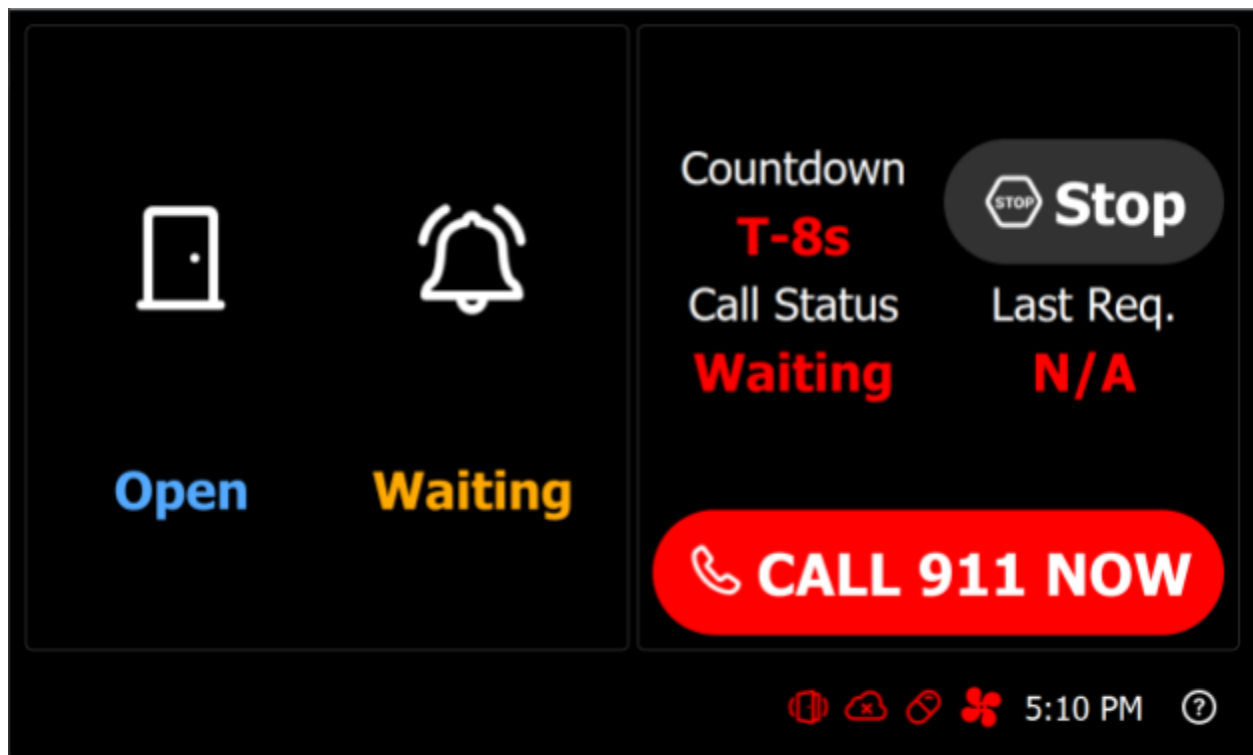 Open
Waiting
Countdown
T-8s
STOP Stop
Call Status
Waiting
Last Req.
N/A
CALL 911 NOW
5:10 PM ?